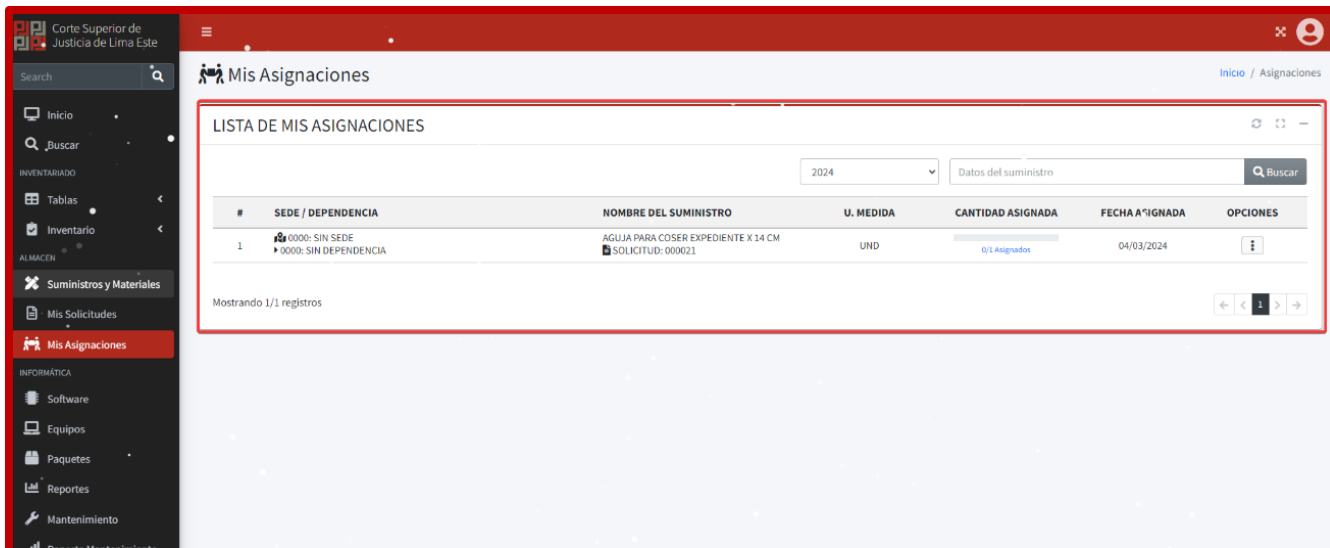 Corte Superior de
Justicia de Lima Este
Search
Mis Asignaciones
Inicio / Asignaciones
Inicio
Buscar
INVENTARIADO
Tablas
Inventario
ALMACÉN
Suministros y Materiales
Mis Solicitudes
Mis Asignaciones
INFORMÁTICA
Software
Equipos
Paquetes
Reportes
Mantenimiento
LISTA DE MIS ASIGNACIONES
2024 Datos del suministro Buscar
# SEDE / DEPENDENCIA NOMBRE DEL SUMINISTRO U. MEDIDA CANTIDAD ASIGNADA FECHA ASIGNADA OPCIONES
1 0000: SIN SEDE AGUJA PARA COSER EXPEDIENTE X 14 CM UND 0/1 Asignados 04/03/2024
0000: SIN DEPENDENCIA SOLICITUD: 000021
Mostrando 1/1 registros
1